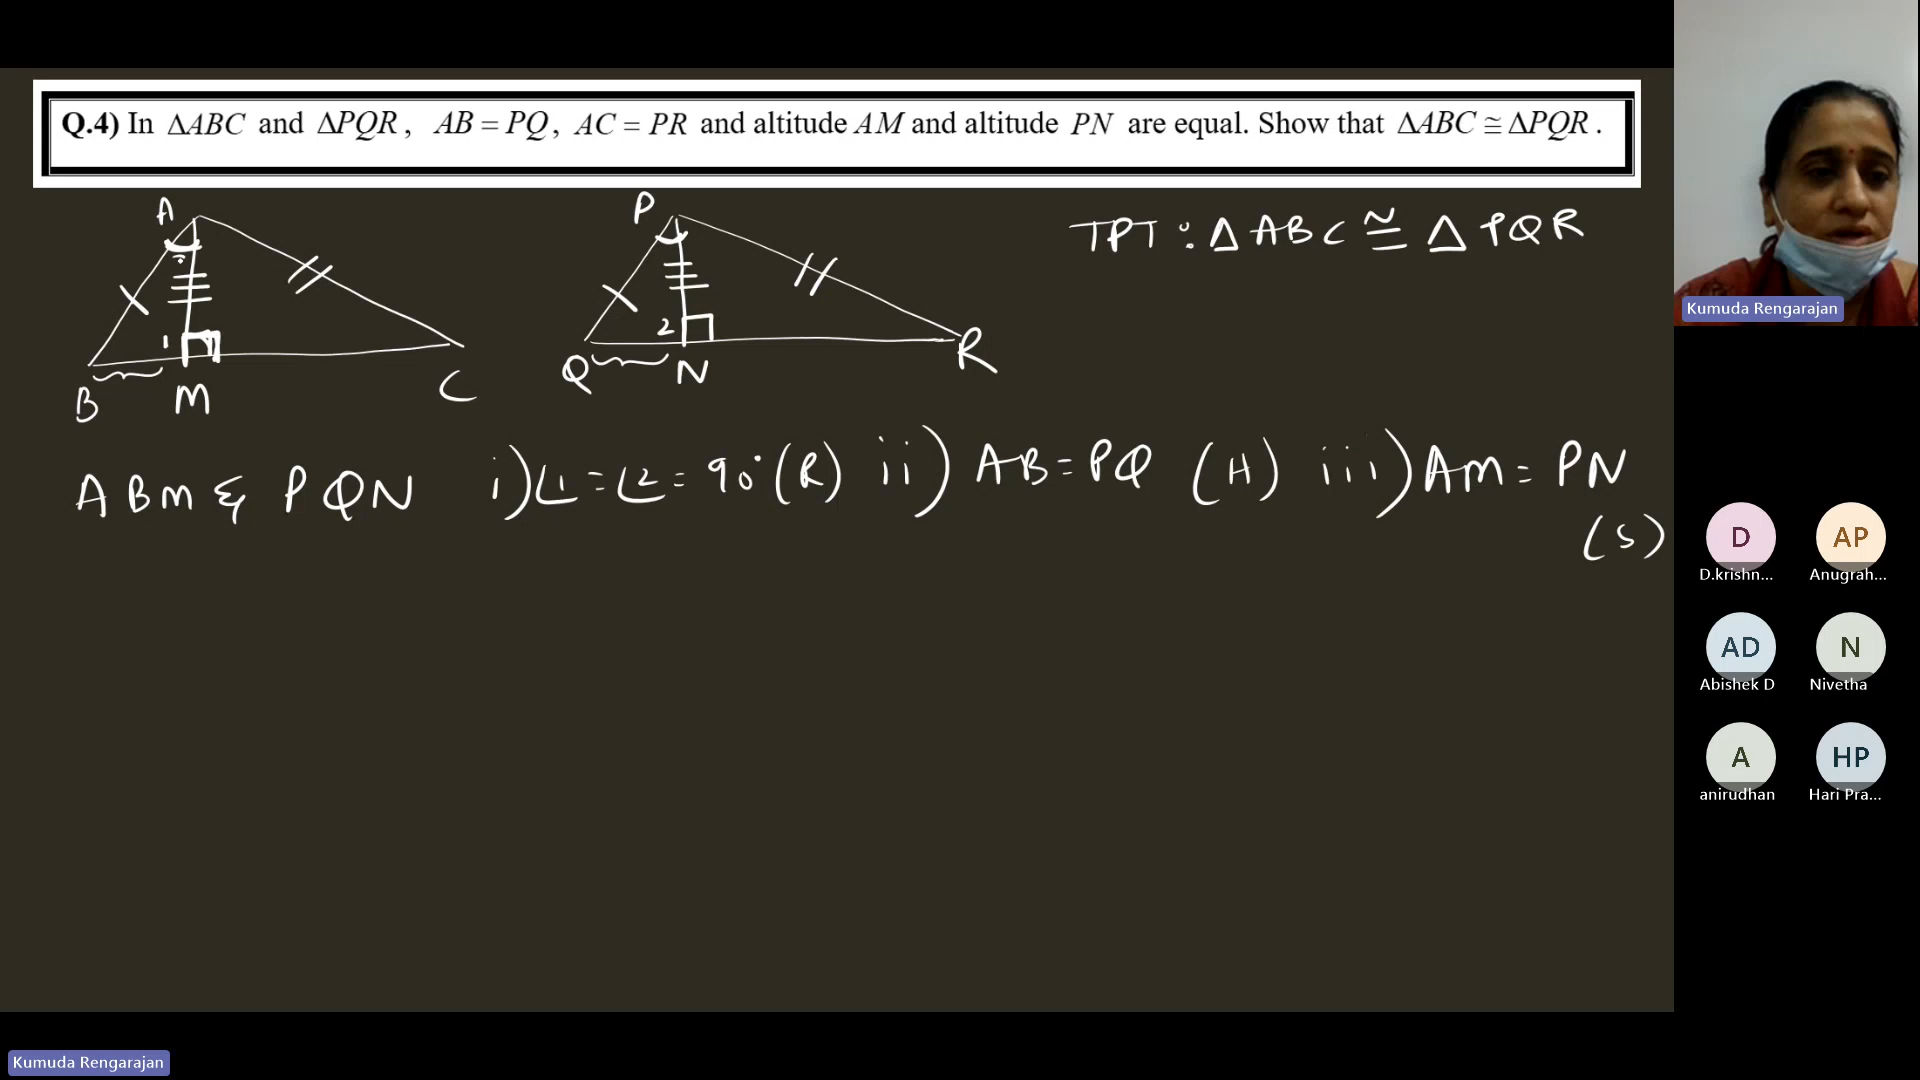 Q.4) In ΔABC and ΔPQR, AB = PQ, AC = PR and altitude AM and altitude PN are equal. Show that ΔABC ≅ ΔPQR.
A
P
TPT : Δ ABC ≅ Δ PQR
Kumuda Rengarajan
1
2
B
M
C
Q
N
R
ABM & PQN i) ∠1 = ∠2 = 90° (R) ii) AB = PQ (H) iii) AM = PN
(S)
D
AP
D.krishn...
Anugrah...
AD
N
Abishek D
Nivetha
A
HP
anirudhan
Hari Pra...
Kumuda Rengarajan